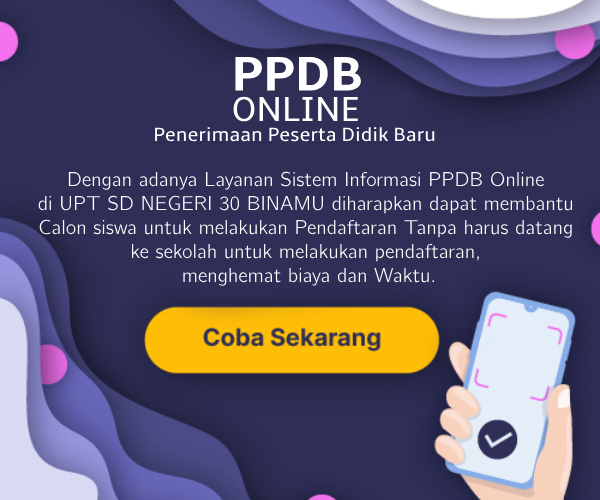 PPDB
ONLINE
Penerimaan Peserta Didik Baru
Dengan adanya Layanan Sistem Informasi PPDB Online
di UPT SD NEGERI 30 BINAMU diharapkan dapat membantu
Calon siswa untuk melakukan Pendaftaran Tanpa harus datang
ke sekolah untuk melakukan pendaftaran,
menghemat biaya dan Waktu.
Coba Sekarang